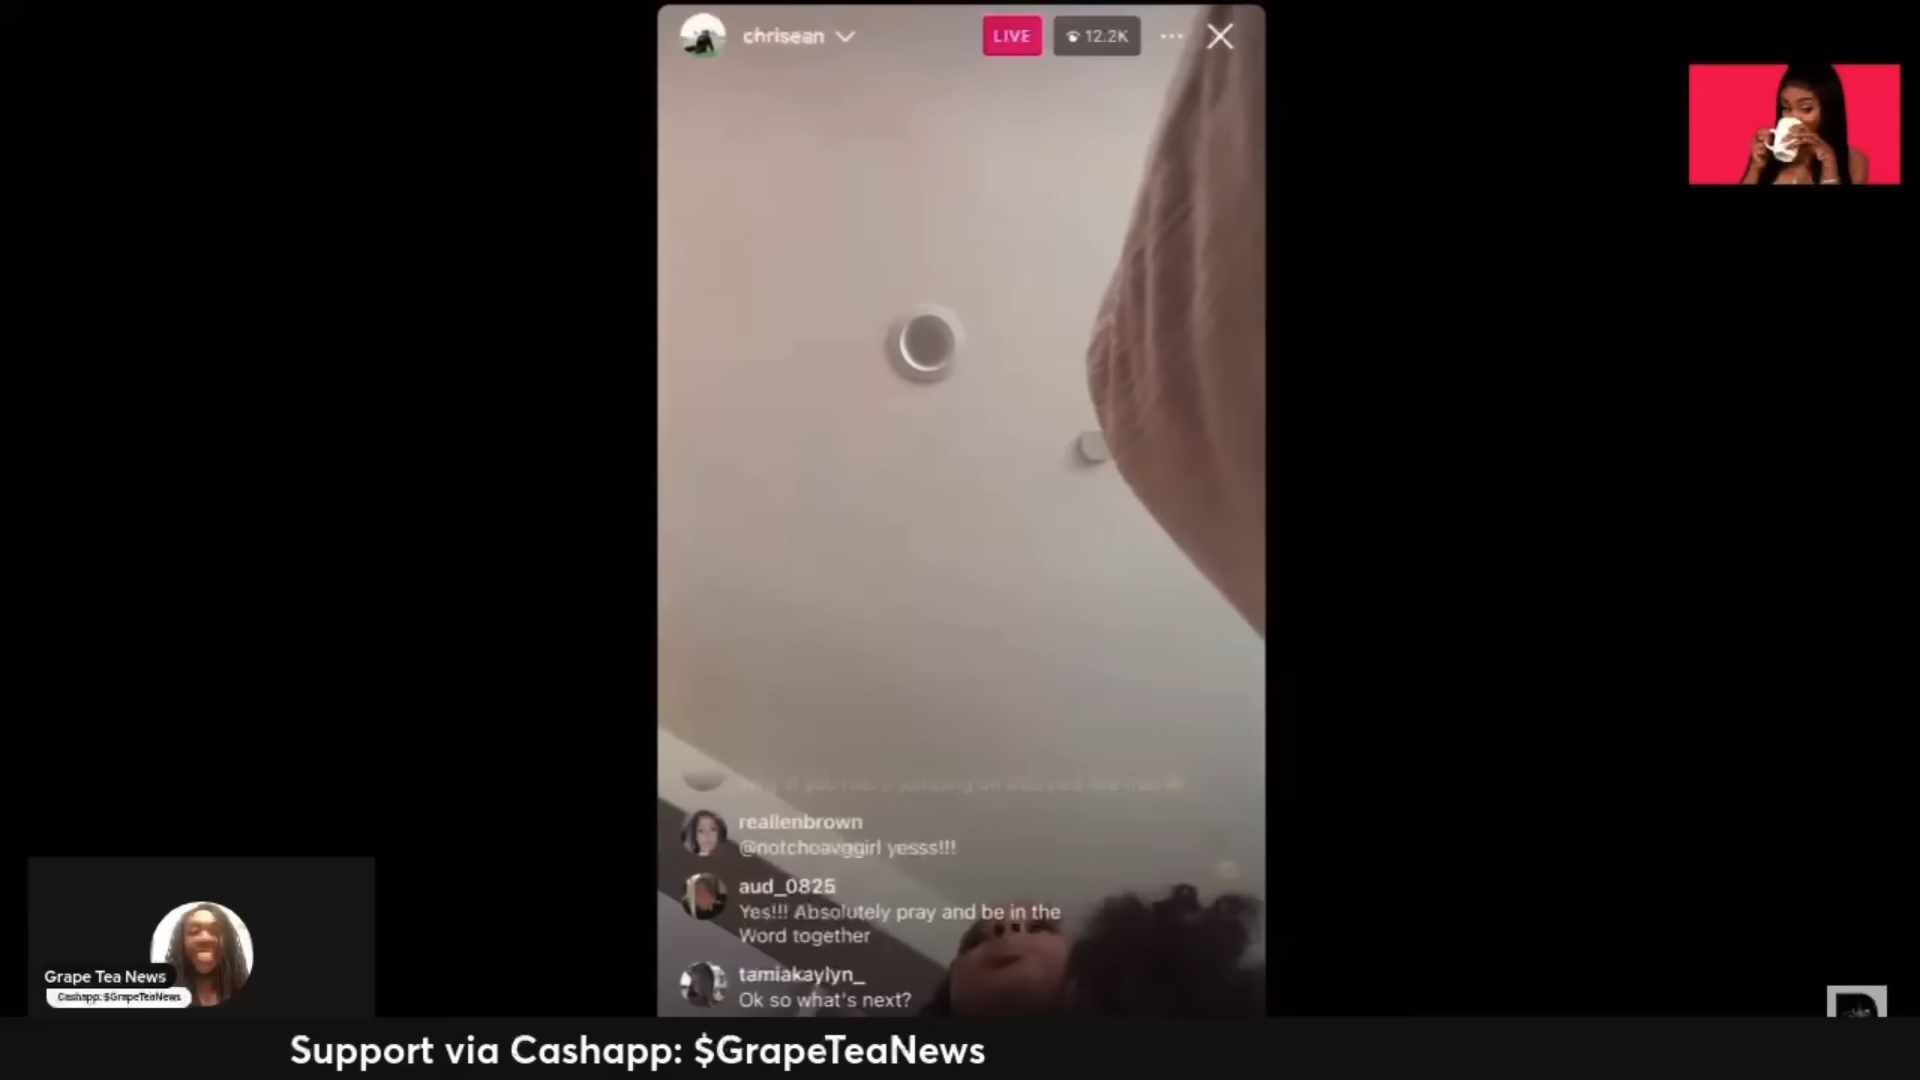 chrisean
LIVE
12.2K
reallenbrown
@notchoavggirl yesss!!!
aud_0825
Yes!!! Absolutely pray and be in the
Word together
tamiakaylyn_
Ok so what's next?
Grape Tea News
Cashapp: $GrapeTeaNews
Support via Cashapp: $GrapeTeaNews